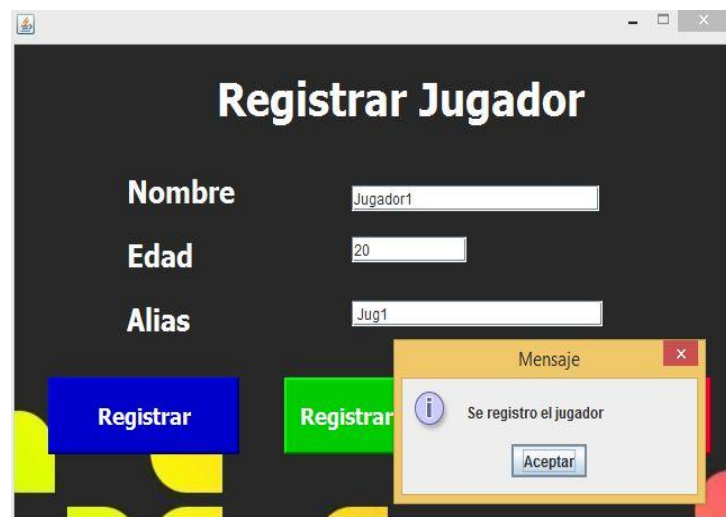 Registrar Jugador
Nombre
Jugador1
Edad
20
Alias
Jug1
Mensaje
Registrar
Registrar
Se registro el jugador
Aceptar